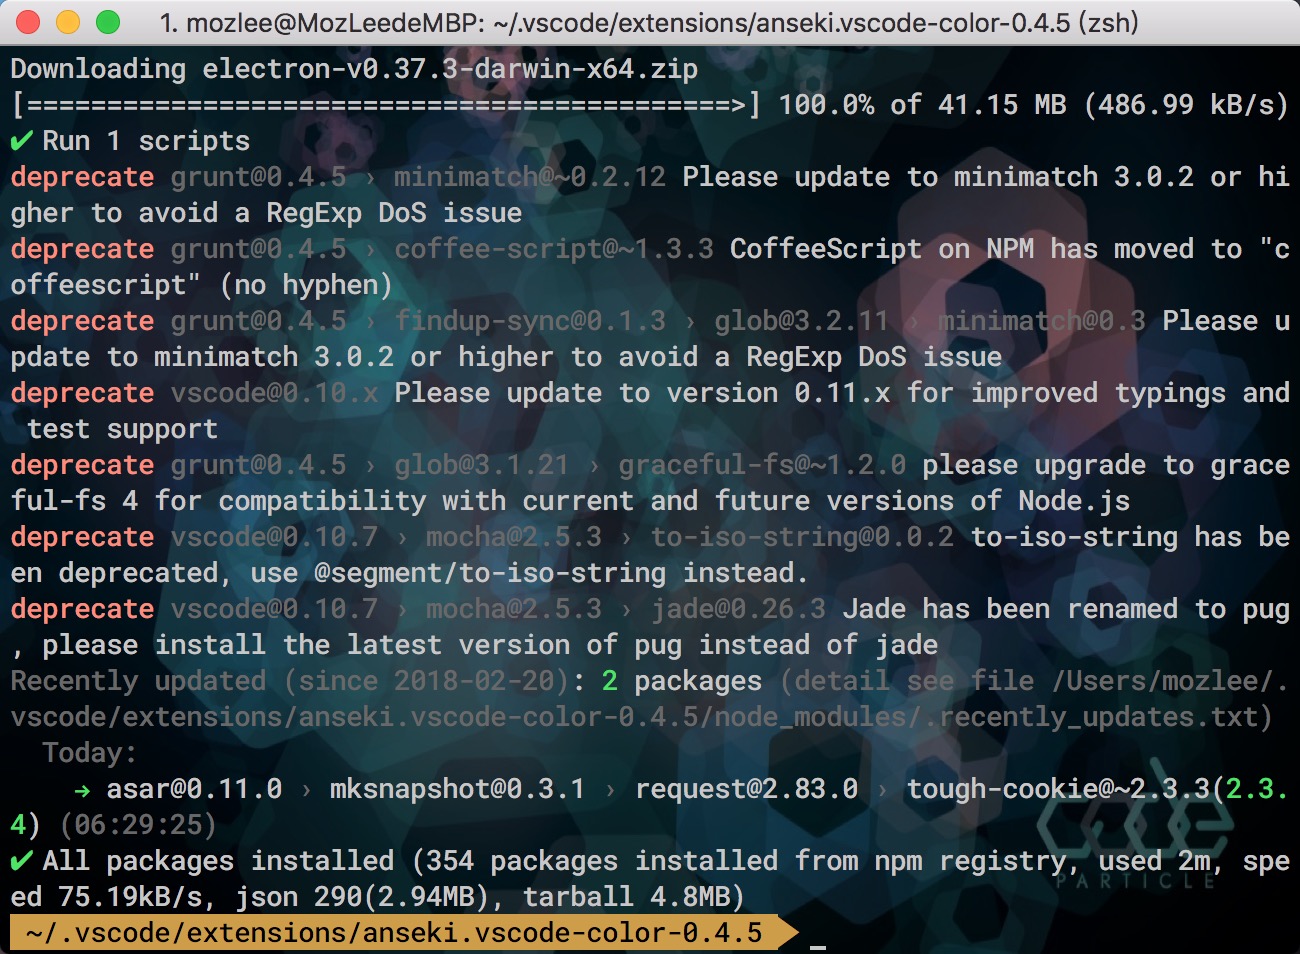 1. mozlee@MozLeedeMBP: ~/.vscode/extensions/anseki.vscode-color-0.4.5 (zsh)
Downloading electron-v0.37.3-darwin-x64.zip
[============================================>] 100.0% of 41.15 MB (486.99 kB/s)
✔ Run 1 scripts
deprecate grunt@0.4.5 › minimatch@~0.2.12 Please update to minimatch 3.0.2 or hi
gher to avoid a RegExp DoS issue
deprecate grunt@0.4.5 › coffee-script@~1.3.3 CoffeeScript on NPM has moved to "c
offeescript" (no hyphen)
deprecate grunt@0.4.5 › findup-sync@0.1.3 › glob@3.2.11 › minimatch@0.3 Please u
pdate to minimatch 3.0.2 or higher to avoid a RegExp DoS issue
deprecate vscode@0.10.x Please update to version 0.11.x for improved typings and
 test support
deprecate grunt@0.4.5 › glob@3.1.21 › graceful-fs@~1.2.0 please upgrade to grace
ful-fs 4 for compatibility with current and future versions of Node.js
deprecate vscode@0.10.7 › mocha@2.5.3 › to-iso-string@0.0.2 to-iso-string has be
en deprecated, use @segment/to-iso-string instead.
deprecate vscode@0.10.7 › mocha@2.5.3 › jade@0.26.3 Jade has been renamed to pug
, please install the latest version of pug instead of jade
Recently updated (since 2018-02-20): 2 packages (detail see file /Users/mozlee/.
vscode/extensions/anseki.vscode-color-0.4.5/node_modules/.recently_updates.txt)
  Today:
    → asar@0.11.0 › mksnapshot@0.3.1 › request@2.83.0 › tough-cookie@~2.3.3(2.3.
4) (06:29:25)
✔ All packages installed (354 packages installed from npm registry, used 2m, spe
ed 75.19kB/s, json 290(2.94MB), tarball 4.8MB)
~/.vscode/extensions/anseki.vscode-color-0.4.5
code
PARTICLE